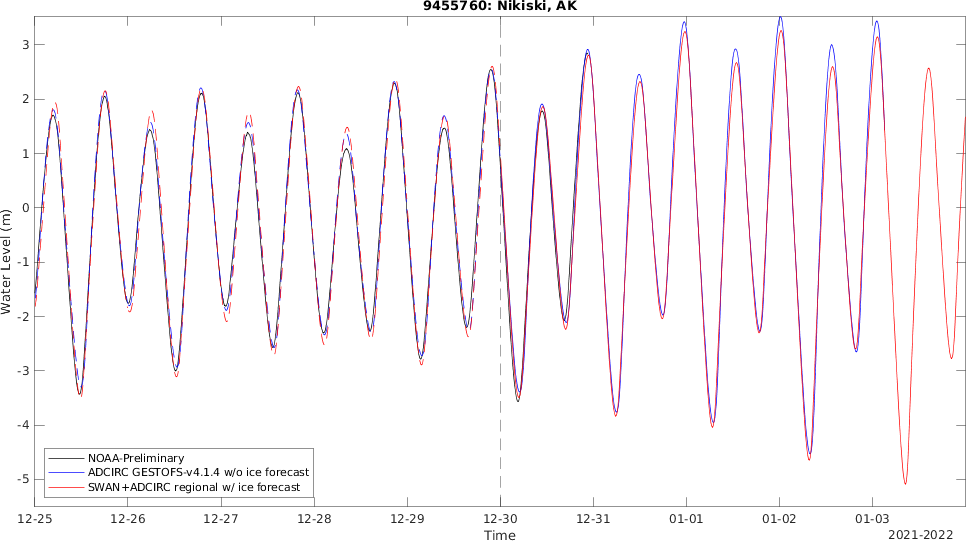 9455760: Nikiski, AK
Water Level (m)
3
2
1
0
-1
-2
-3
-4
-5
NOAA-Preliminary
ADCIRC GESTOFS-v4.1.4 w/o ice forecast
SWAN+ADCIRC regional w/ ice forecast
12-25 12-26 12-27 12-28 12-29 12-30 12-31 01-01 01-02 01-03
Time
2021-2022